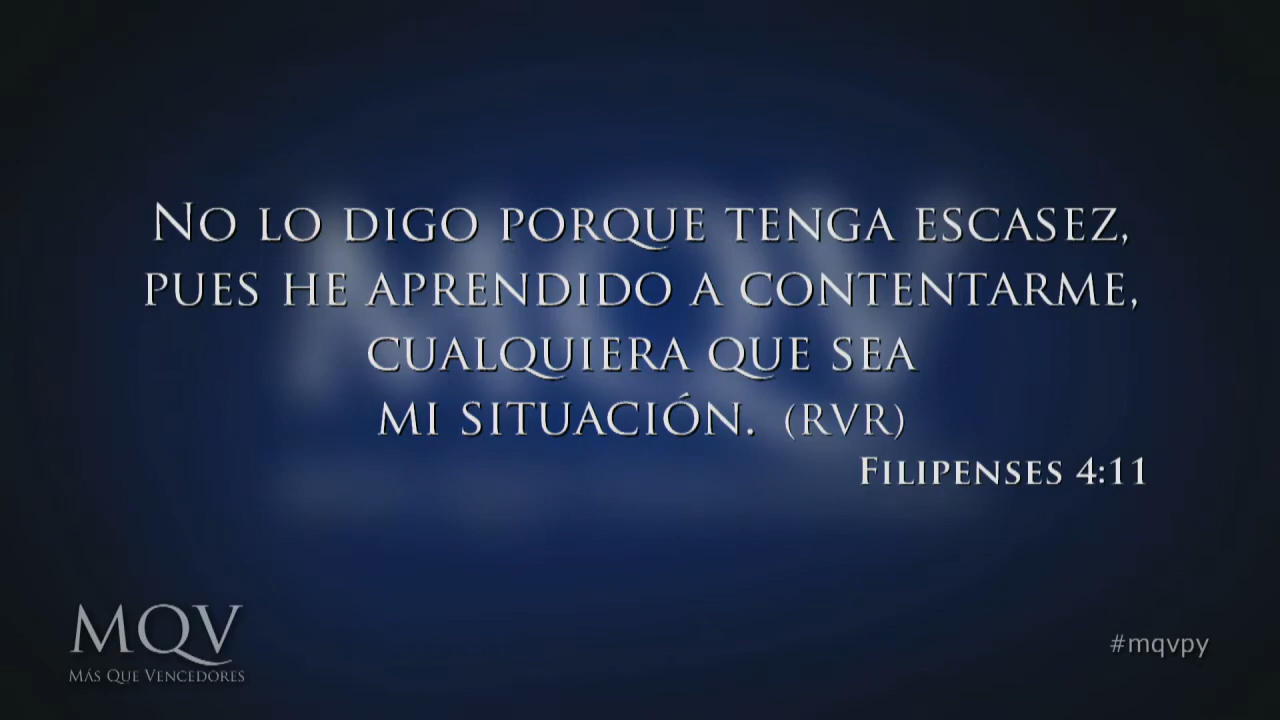 No lo digo porque tenga escasez,
pues he aprendido a contentarme,
cualquiera que sea
mi situación. (RVR)
Filipenses 4:11
MQV
Más Que Vencedores
#mqvpy